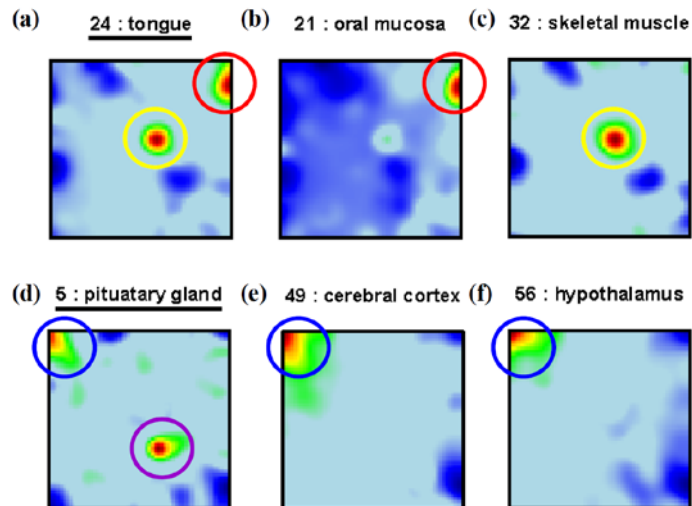 (a) 24 : tongue
(b) 21 : oral mucosa
(c) 32 : skeletal muscle
(d) 5 : pituatary gland
(e) 49 : cerebral cortex
(f) 56 : hypothalamus